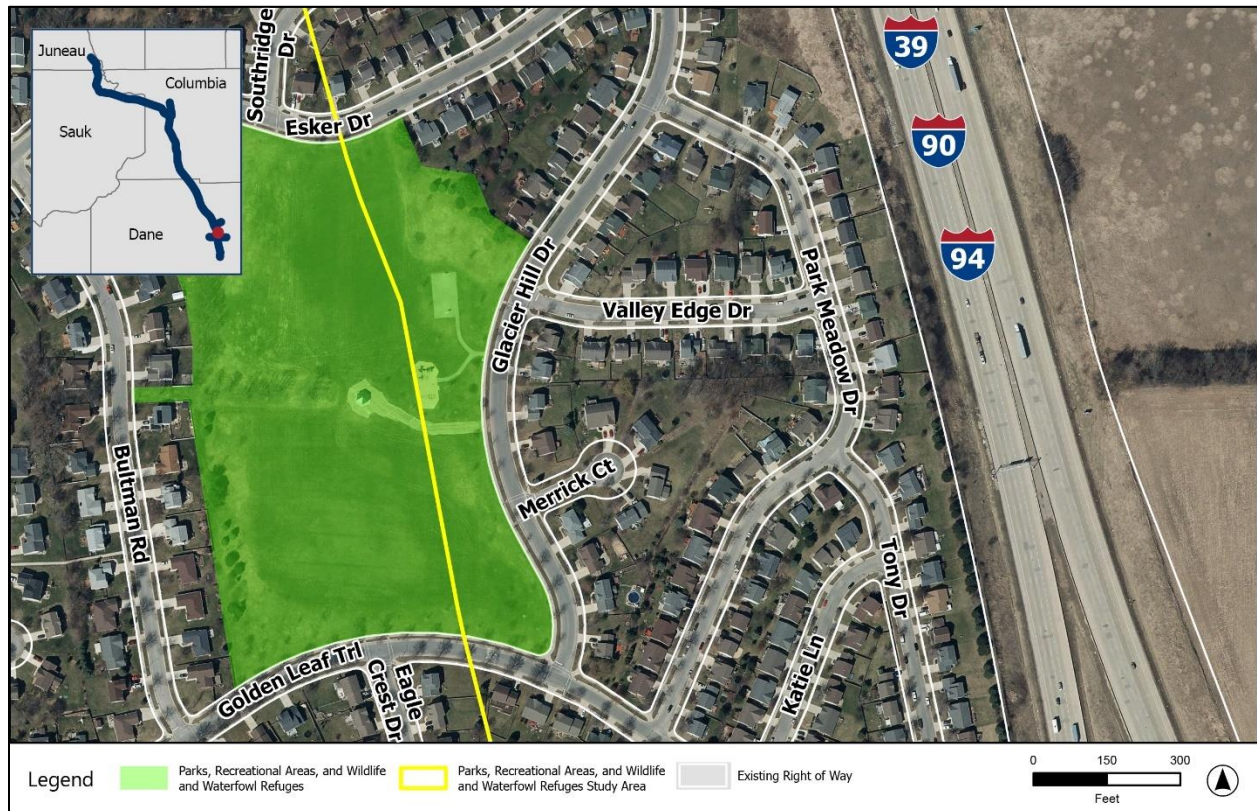 Juneau
Columbia
Sauk
Dane
Southridge
Dr
Esker Dr
39
90
94
Glacier Hill Dr
Valley Edge Dr
Park Meadow Dr
Merrick Ct
Bultman Rd
Tony Dr
Katie Ln
Golden Leaf Trl
Eagle
Crest Dr
Legend
Parks, Recreational Areas, and Wildlife
and Waterfowl Refuges
Parks, Recreational Areas, and Wildlife
and Waterfowl Refuges Study Area
Existing Right of Way
0 150 300
Feet